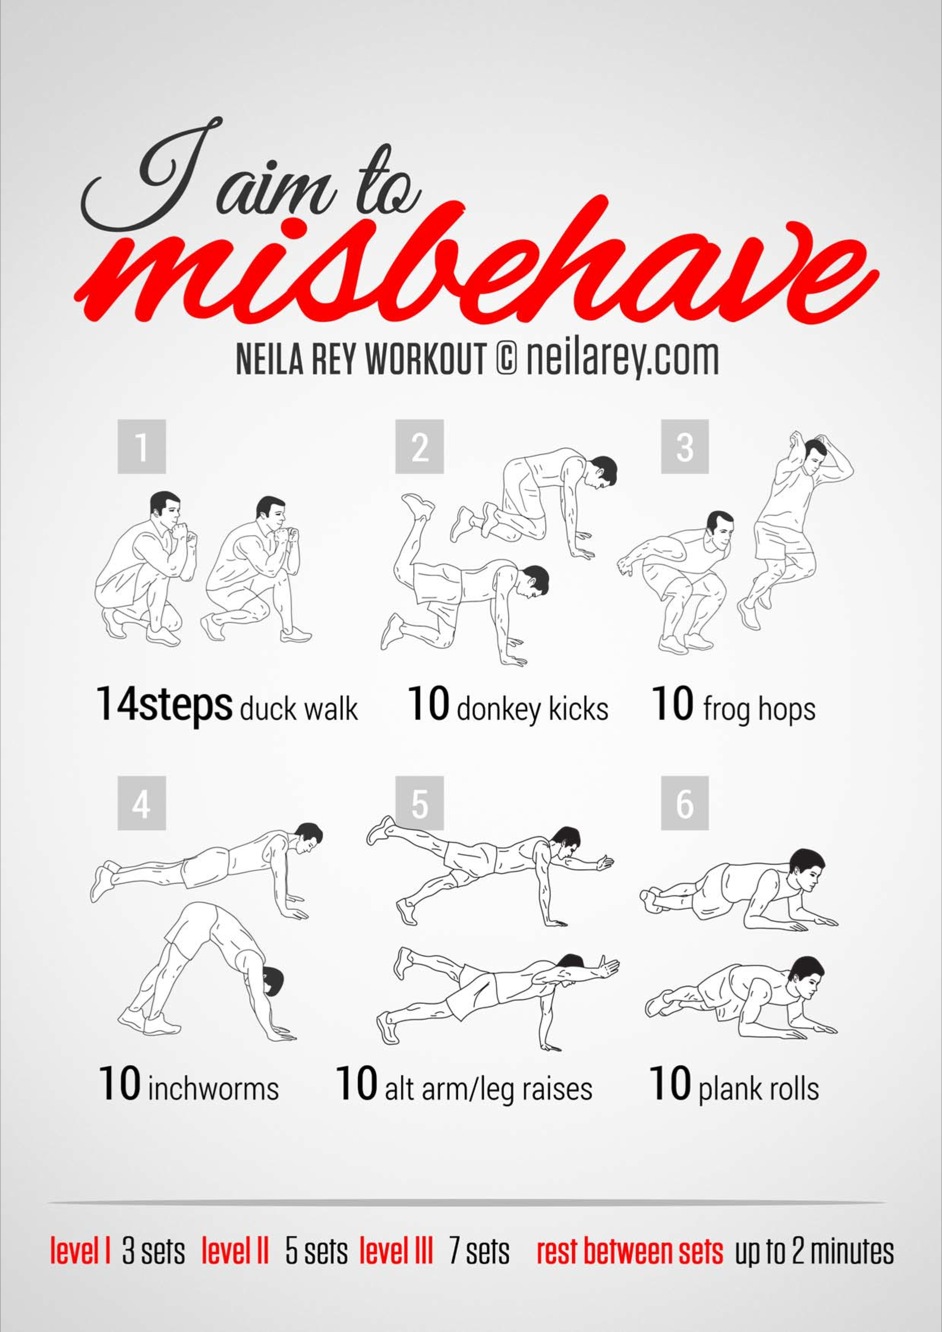 I aim to
misbehave
NEILA REY WORKOUT © neilarey.com
1
2
3
14steps duck walk
10 donkey kicks
10 frog hops
4
5
6
10 inchworms
10 alt arm/leg raises
10 plank rolls
level I 3 sets level II 5 sets level III 7 sets rest between sets up to 2 minutes